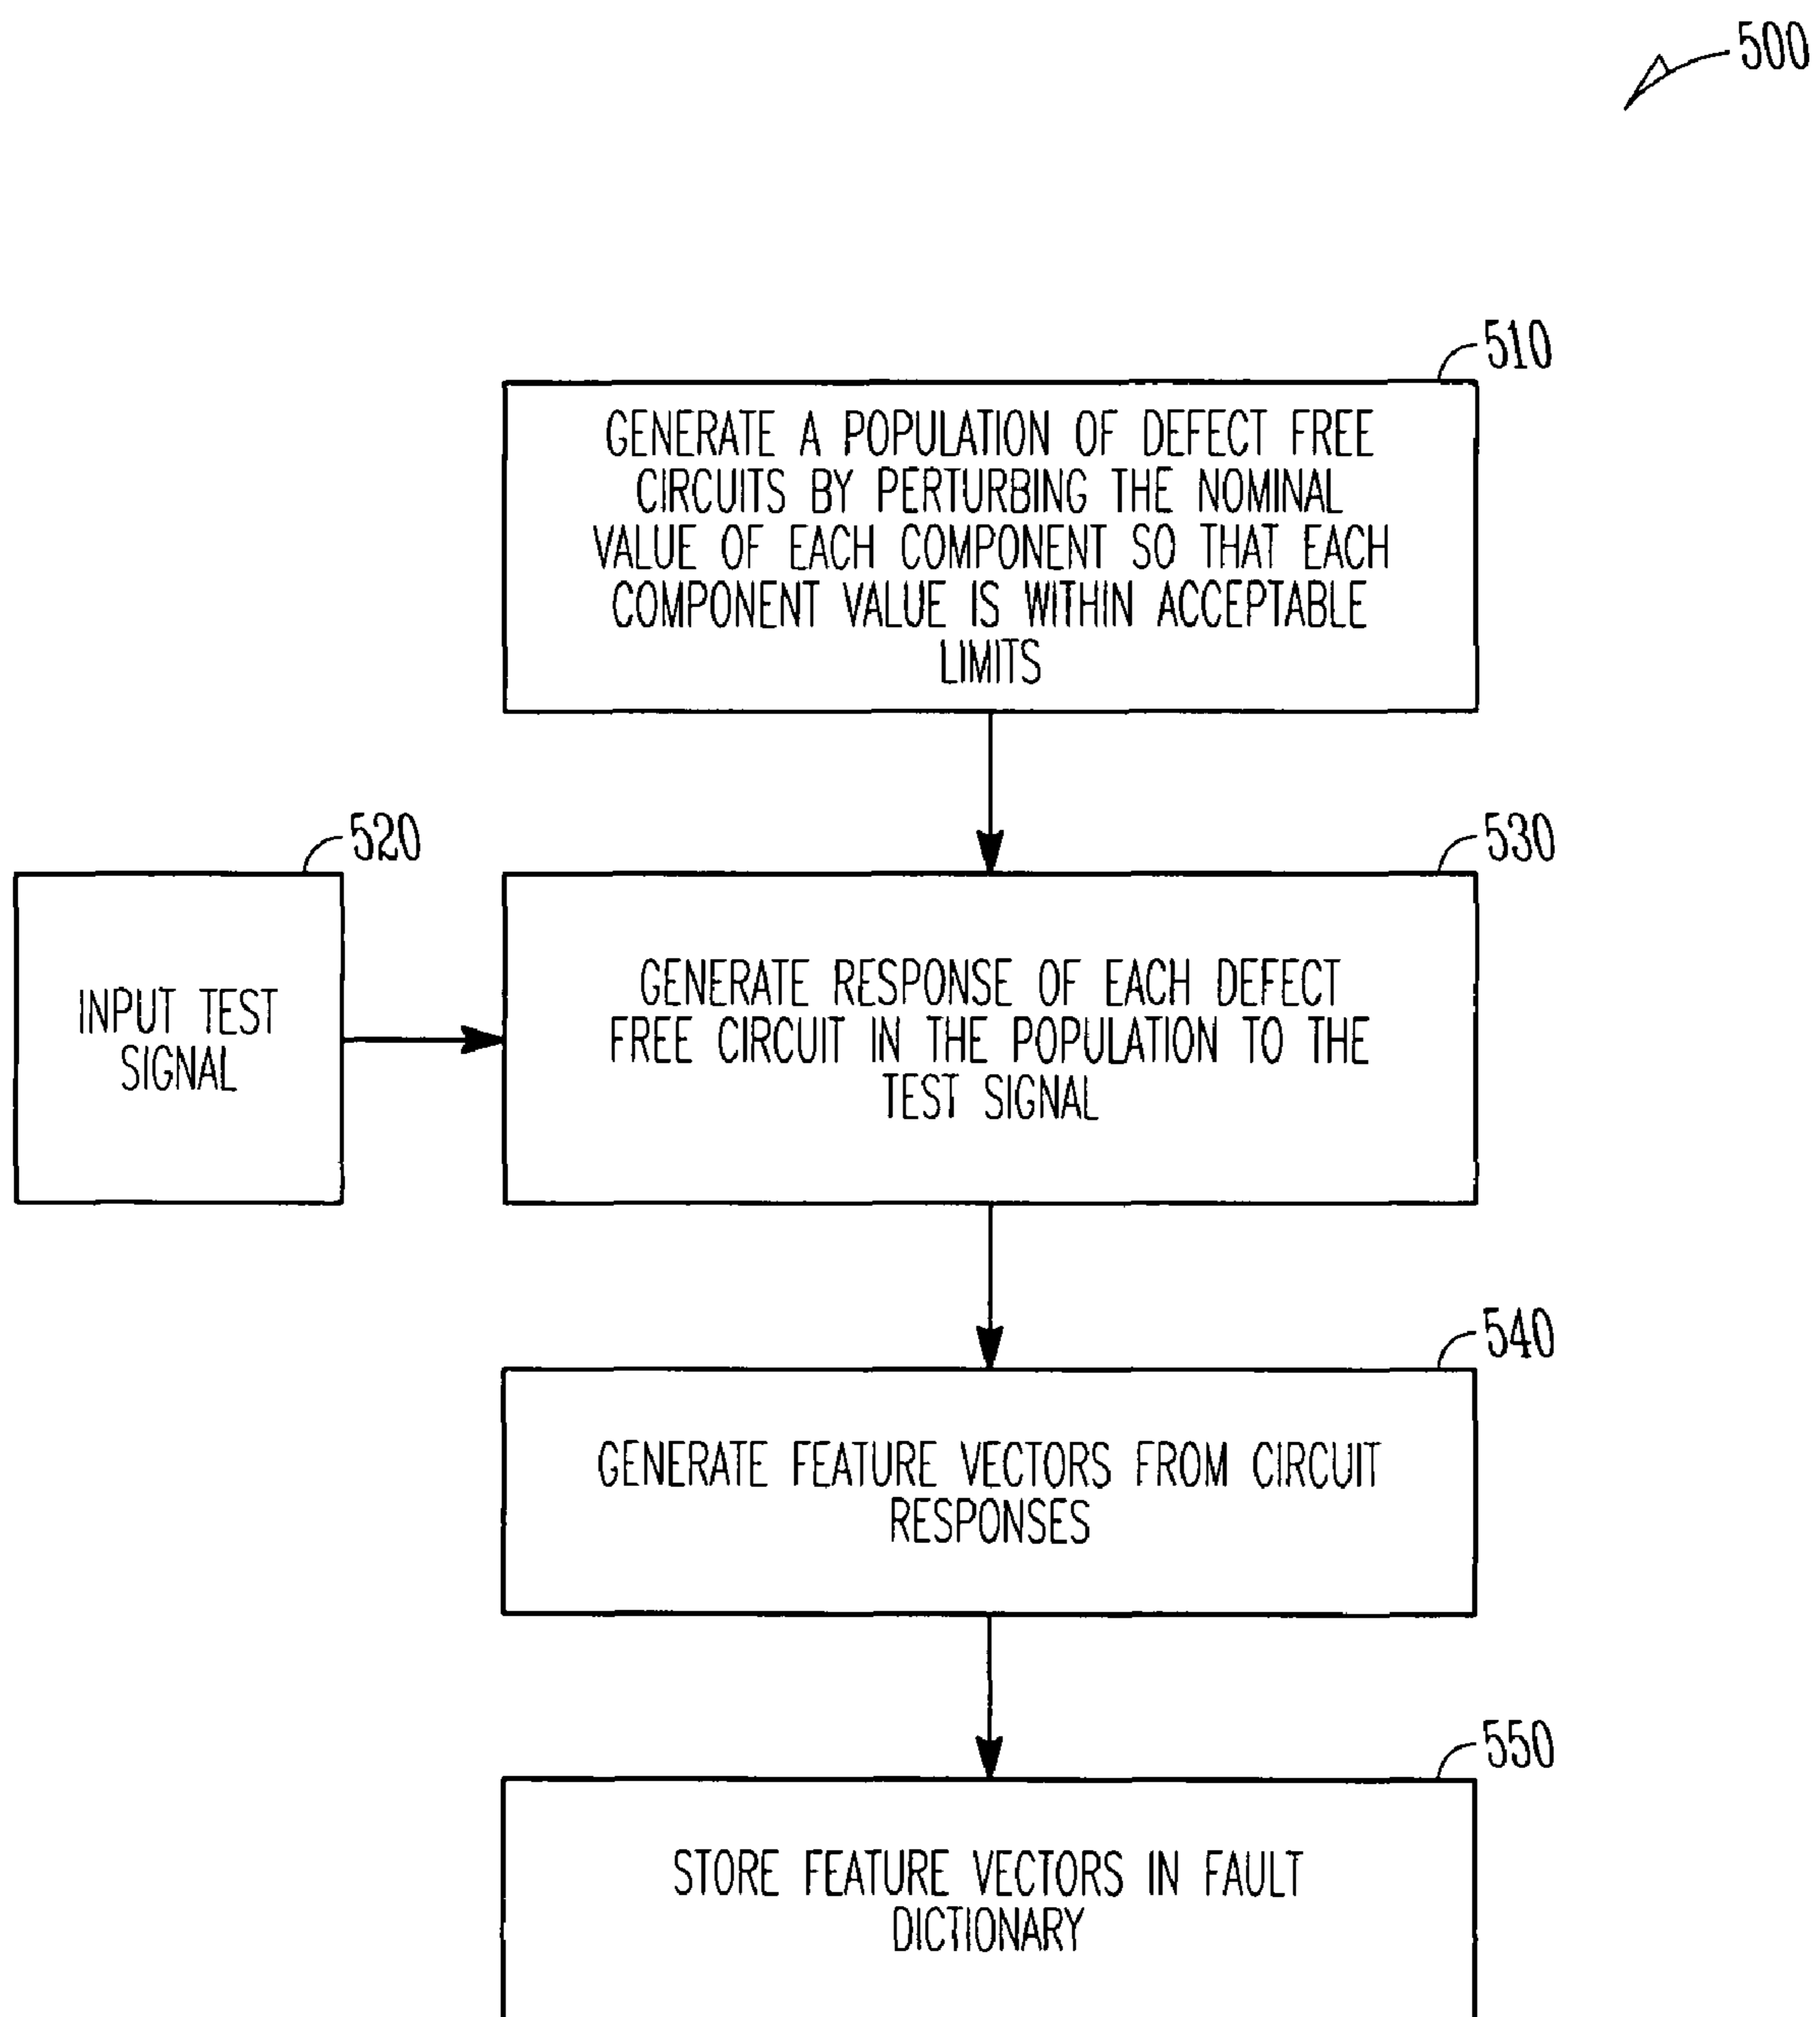 500
510
GENERATE A POPULATION OF DEFECT FREE
CIRCUITS BY PERTURBING THE NOMINAL
VALUE OF EACH COMPONENT SO THAT EACH
COMPONENT VALUE IS WITHIN ACCEPTABLE
LIMITS
520
INPUT TEST
SIGNAL
530
GENERATE RESPONSE OF EACH DEFECT
FREE CIRCUIT IN THE POPULATION TO THE
TEST SIGNAL
540
GENERATE FEATURE VECTORS FROM CIRCUIT
RESPONSES
550
STORE FEATURE VECTORS IN FAULT
DICTIONARY